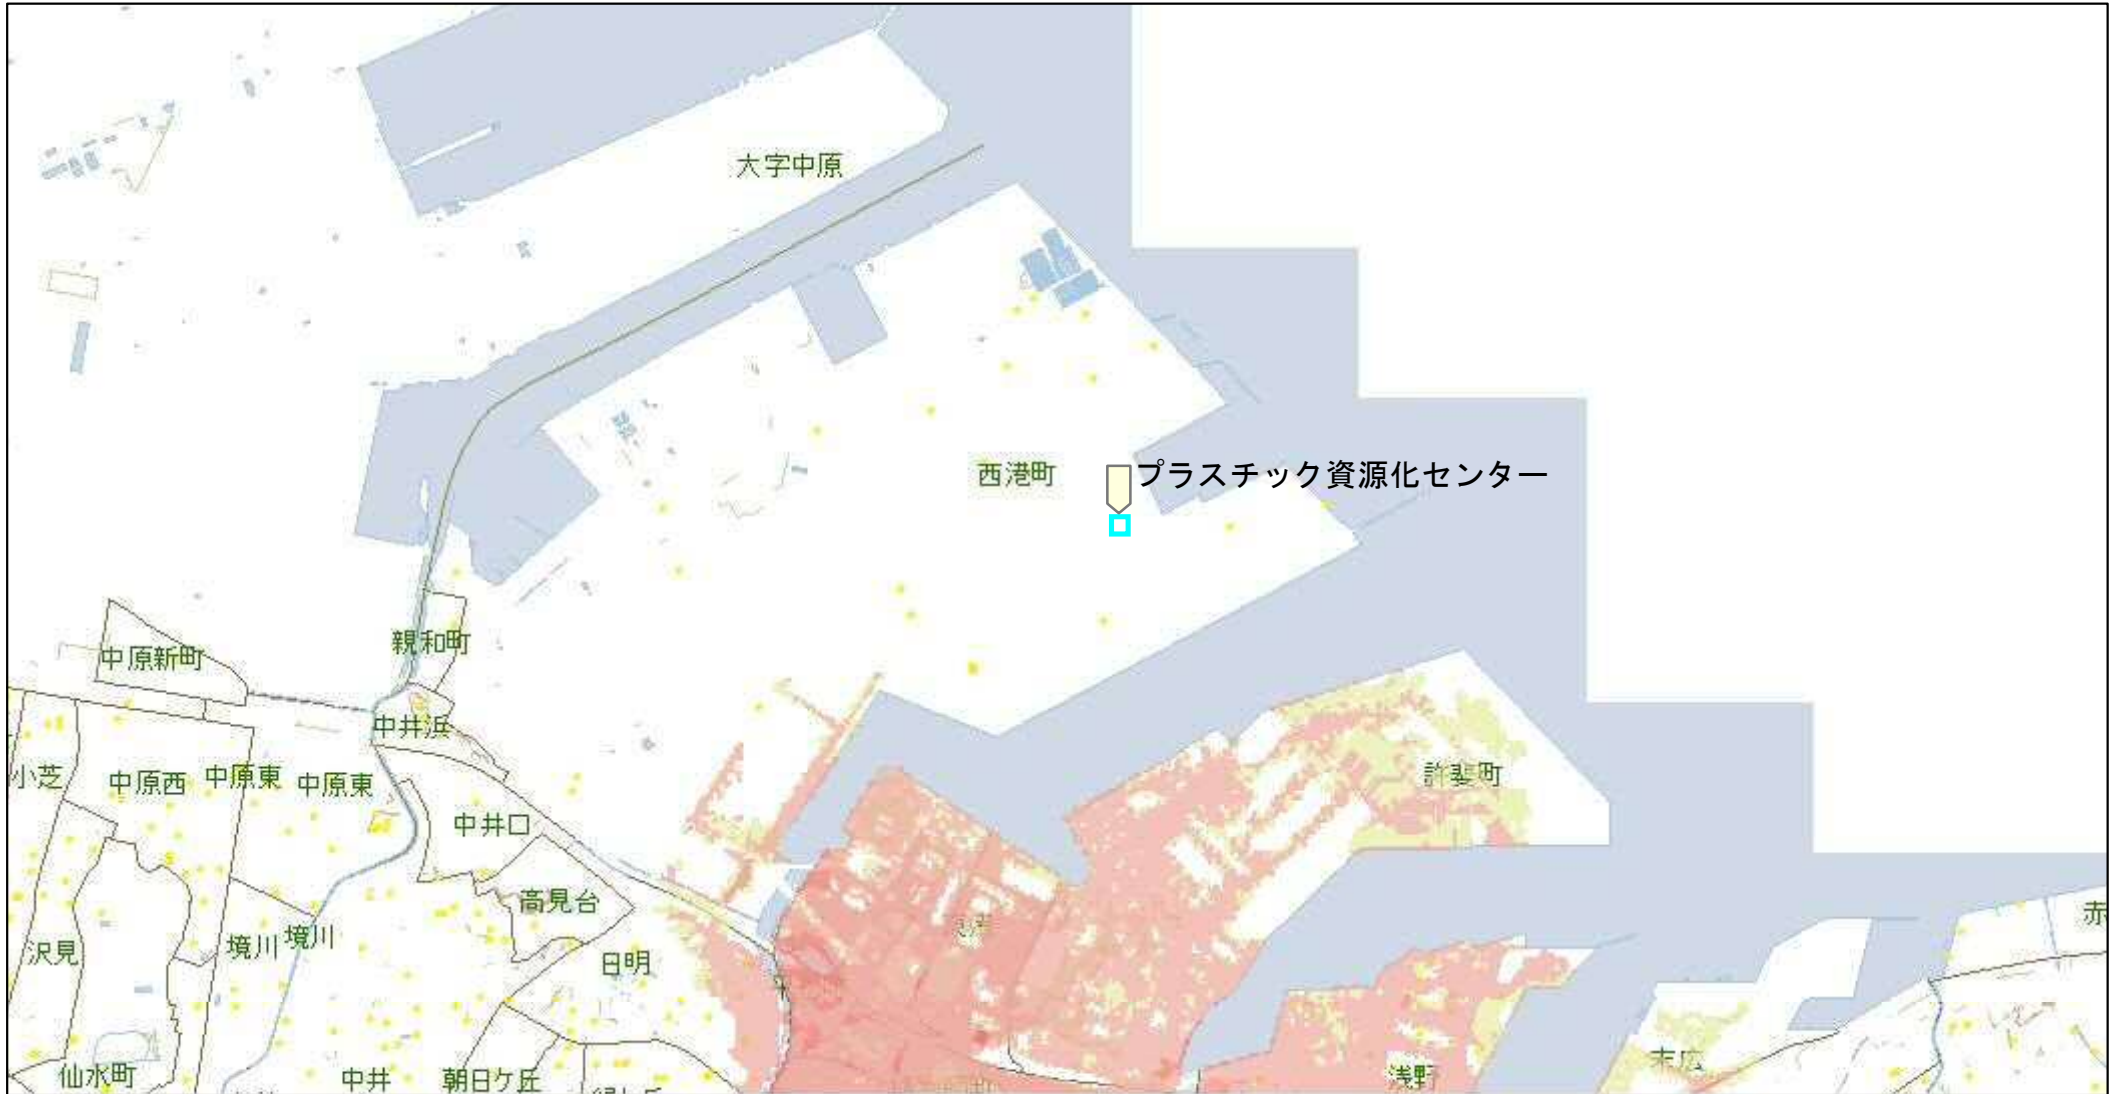 大字中原
西港町
プラスチック資源化センター
親和町
中原新町
中井浜
小芝
中原西
中原東
中原東
許斐町
中井口
高見台
境川
境川
沢見
日明
赤
仙水町
中井
朝日ケ丘
浅野
末広